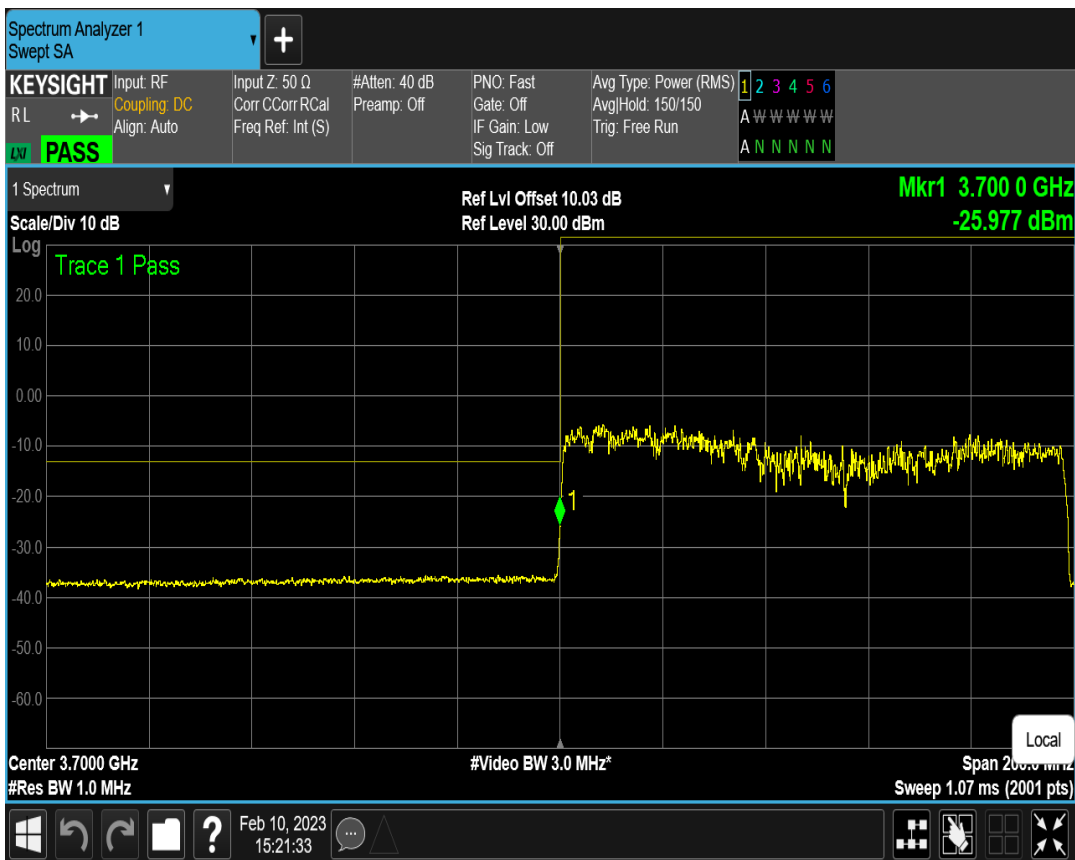 Spectrum Analyzer 1
Swept SA
+
KEYSIGHT Input: RF Input Z: 50 Ω #Atten: 40 dB PNO: Fast Avg Type: Power (RMS) 1 2 3 4 5 6
R L Coupling: DC Corr CCorr RCal Preamp: Off Gate: Off Avg|Hold: 150/150 A W W W W W
Align: Auto Freq Ref: Int (S) IF Gain: Low Trig: Free Run
LXI PASS Sig Track: Off A N N N N N
1 Spectrum Ref Lvl Offset 10.03 dB Mkr1 3.700 0 GHz
Scale/Div 10 dB Ref Level 30.00 dBm -25.977 dBm
Log
Trace 1 Pass
20.0
10.0
0.00
-10.0
-20.0
1
-30.0
-40.0
-50.0
-60.0
Local
Center 3.7000 GHz #Video BW 3.0 MHz* Span
#Res BW 1.0 MHz Sweep 1.07 ms (2001 pts)
? Feb 10, 2023
15:21:33